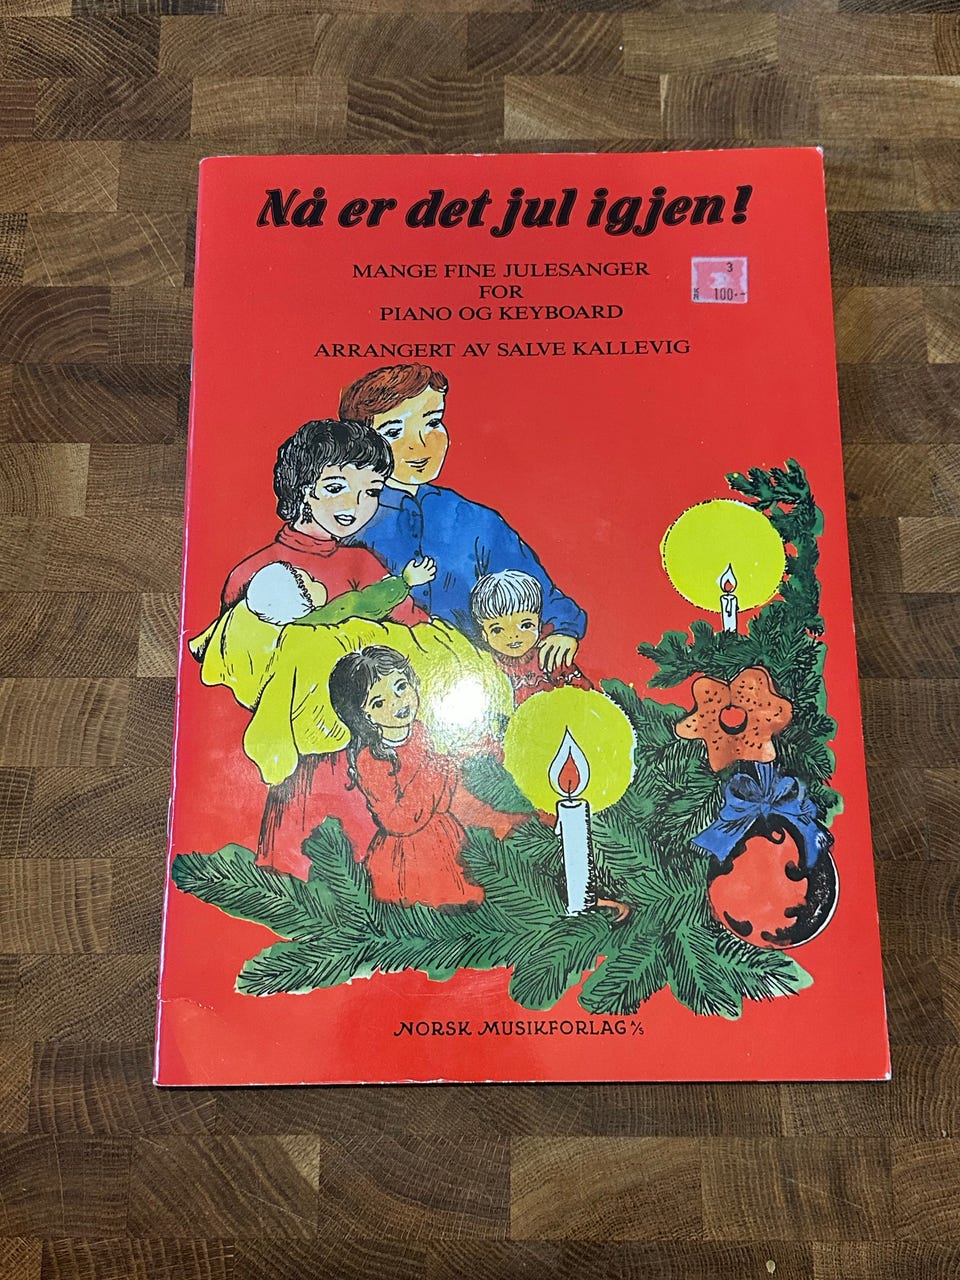 Nå er det jul igjen!
MANGE FINE JULESANGER
FOR
PIANO OG KEYBOARD
3
100.-
ARRANGERT AV SALVE KALLEVIG
NORSK MUSIKFORLAG A/S